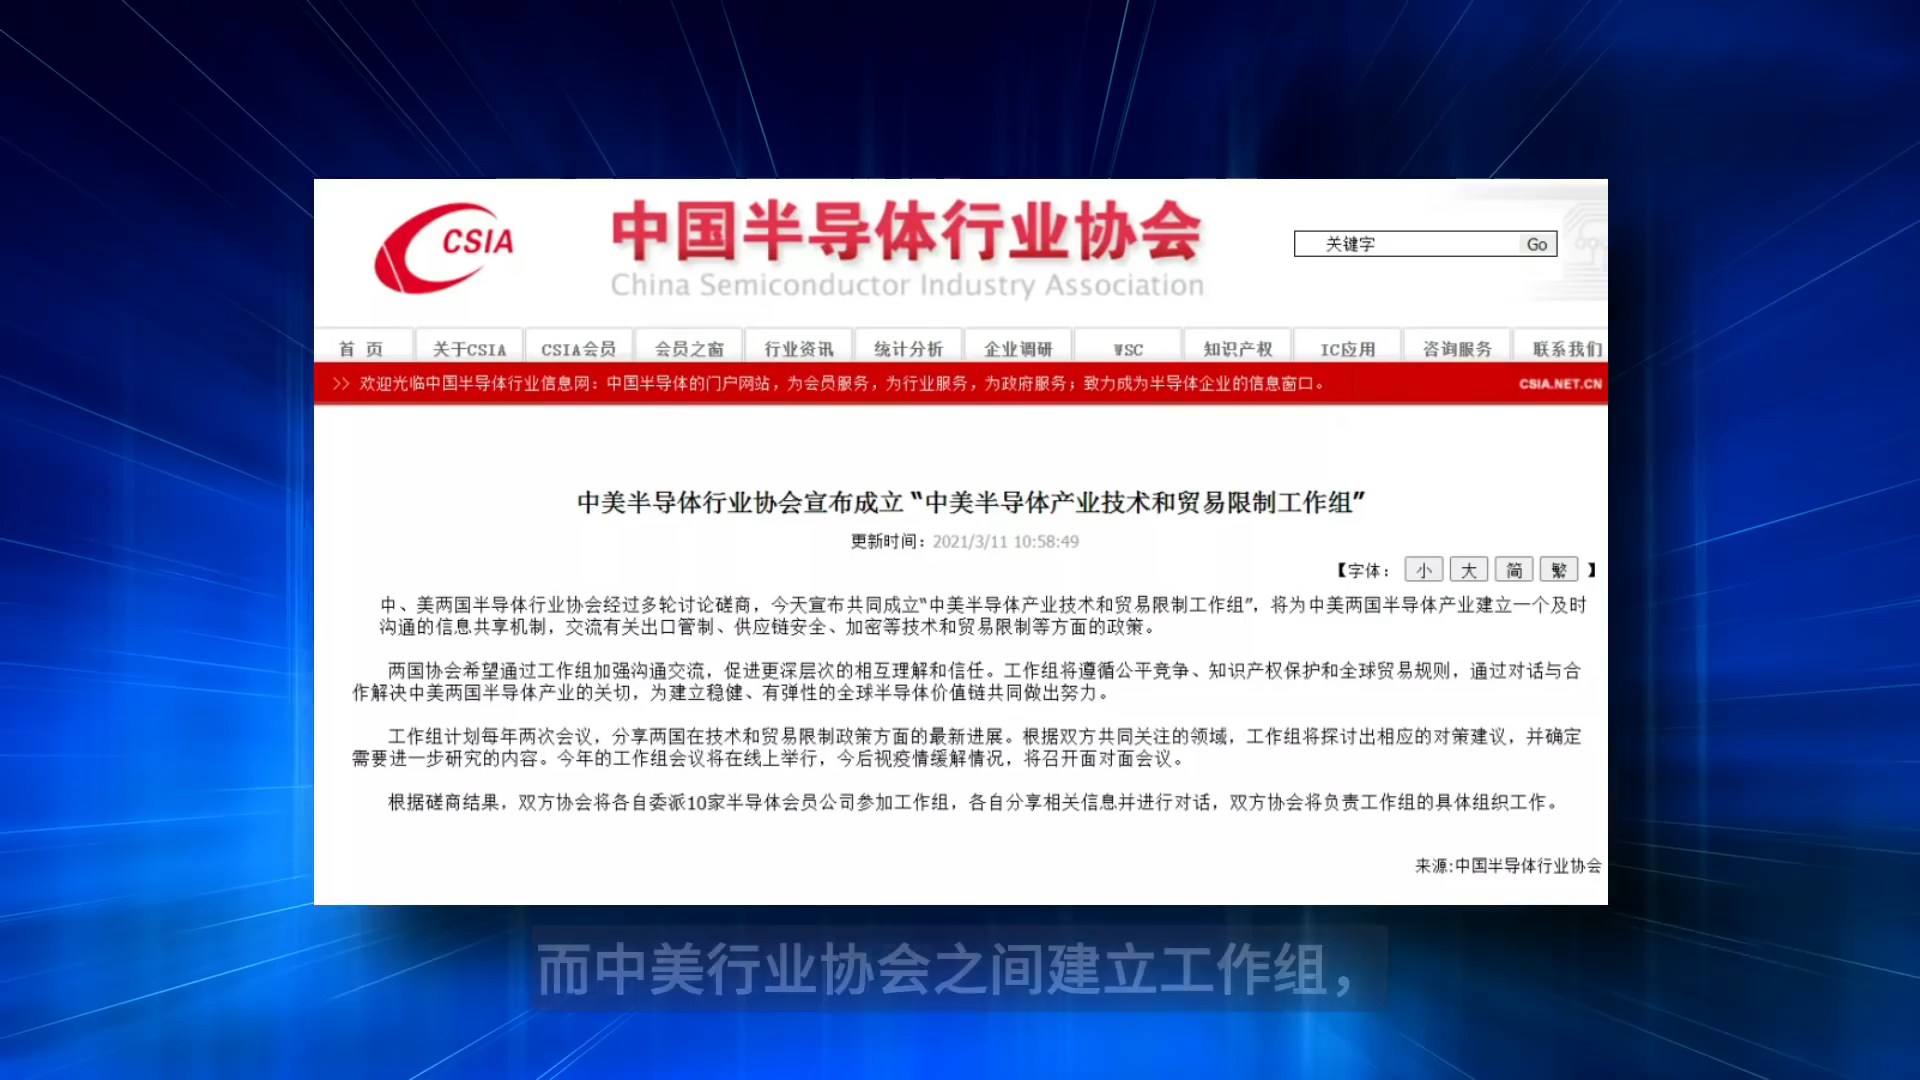 CSIA
中国半导体行业协会
China Semiconductor Industry Association
关键字 Go
首 页 关于CSIA CSIA会员 会员之窗 行业资讯 统计分析 企业调研 WSC 知识产权 IC应用 咨询服务 联系我们
>> 欢迎光临中国半导体行业信息网：中国半导体的门户网站，为会员服务，为行业服务，为政府服务；致力成为半导体企业的信息窗口。 CSIA.NET.CN
中美半导体行业协会宣布成立“中美半导体产业技术和贸易限制工作组”
更新时间：2021/3/11 10:58:49
【字体： 小 大 简 繁 】
中、美两国半导体行业协会经过多轮讨论磋商，今天宣布共同成立“中美半导体产业技术和贸易限制工作组”，将为中美两国半导体产业建立一个及时
沟通的信息共享机制，交流有关出口管制、供应链安全、加密等技术和贸易限制等方面的政策。
两国协会希望通过工作组加强沟通交流，促进更深层次的相互理解和信任。工作组将遵循公平竞争、知识产权保护和全球贸易规则，通过对话与合
作解决中美两国半导体产业的关切，为建立稳健、有弹性的全球半导体价值链共同做出努力。
工作组计划每年两次会议，分享两国在技术和贸易限制政策方面的最新进展。根据双方共同关注的领域，工作组将探讨出相应的对策建议，并确定
需要进一步研究的内容。今年的工作组会议将在线上举行，今后视疫情缓解情况，将召开面对面会议。
根据磋商结果，双方协会将各自委派10家半导体会员公司参加工作组，各自分享相关信息并进行对话，双方协会将负责工作组的具体组织工作。
来源:中国半导体行业协会
而中美行业协会之间建立工作组，